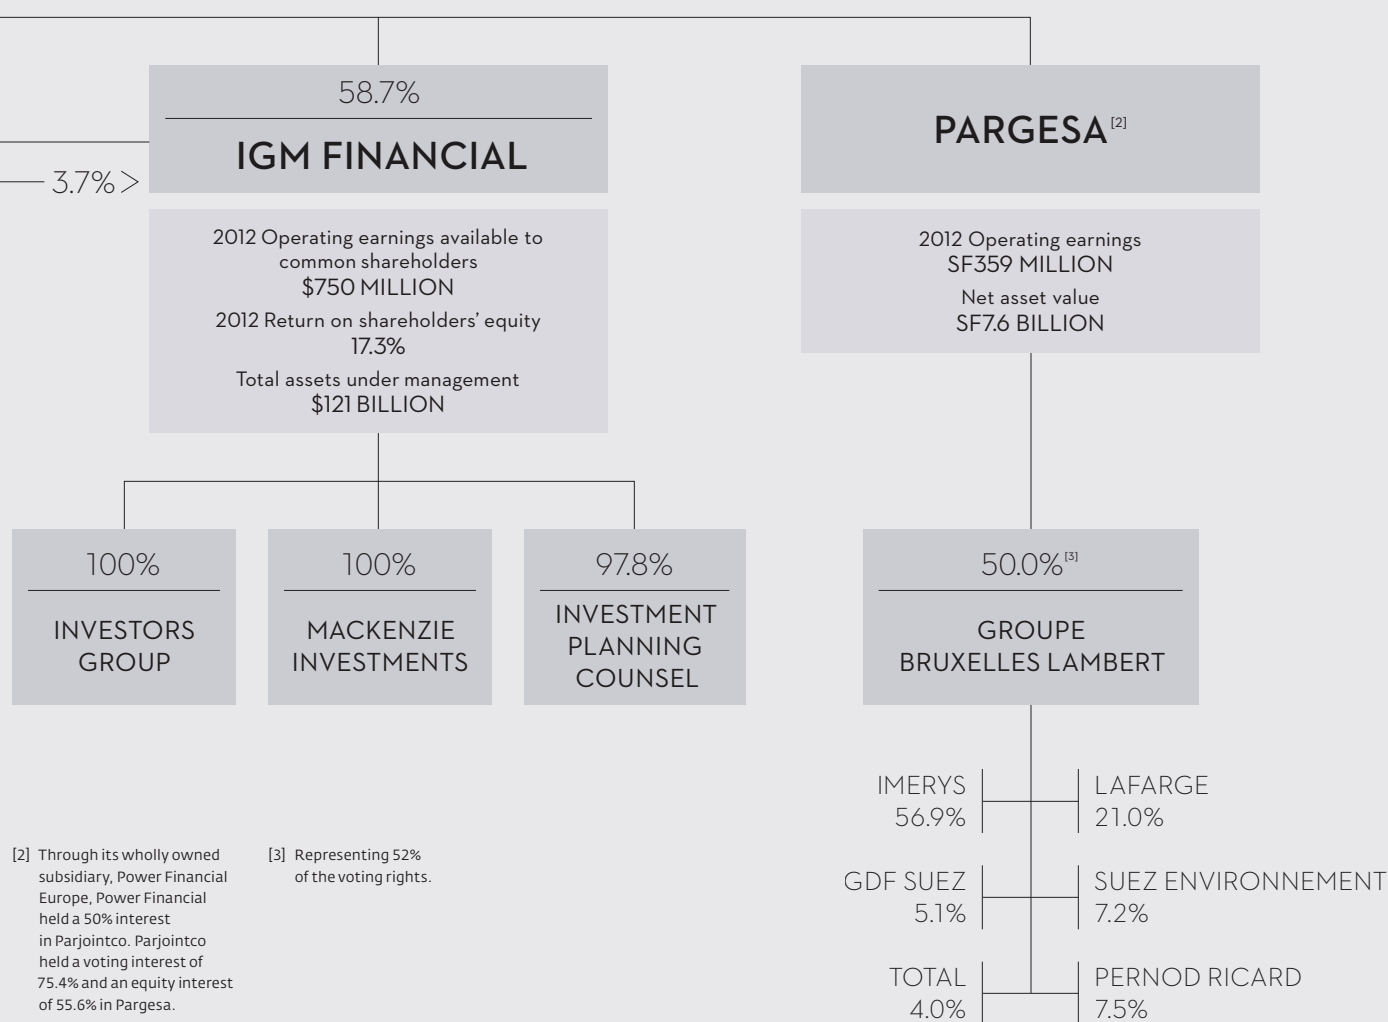 58.7%
IGM FINANCIAL
3.7% >
2012 Operating earnings available to
common shareholders
$750 MILLION
2012 Return on shareholders’ equity
17.3%
Total assets under management
$121 BILLION
PARGESA[2]
2012 Operating earnings
SF359 MILLION
Net asset value
SF7.6 BILLION
100%
INVESTORS
GROUP
100%
MACKENZIE
INVESTMENTS
97.8%
INVESTMENT
PLANNING
COUNSEL
50.0%[3]
GROUPE
BRUXELLES LAMBERT
IMERYS
56.9%
LAFARGE
21.0%
GDF SUEZ
5.1%
SUEZ ENVIRONNEMENT
7.2%
TOTAL
4.0%
PERNOD RICARD
7.5%
[2] Through its wholly owned
subsidiary, Power Financial
Europe, Power Financial
held a 50% interest
in Parjointco. Parjointco
held a voting interest of
75.4% and an equity interest
of 55.6% in Pargesa.
[3] Representing 52%
of the voting rights.